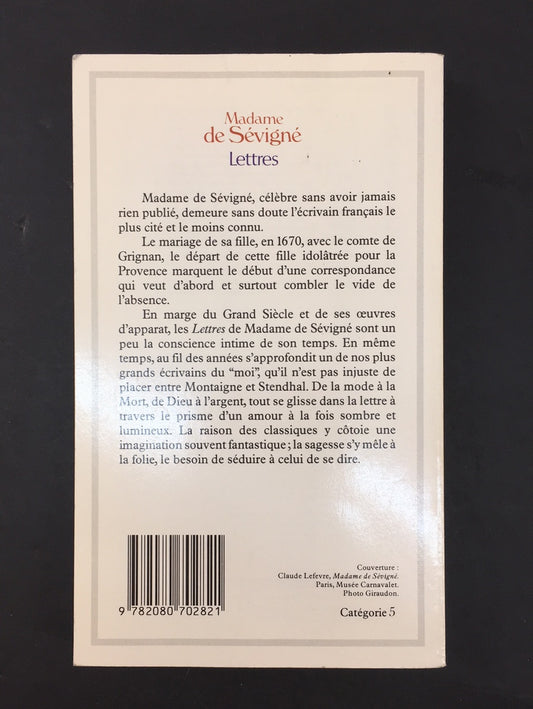 Madame
de Sévigné
Lettres
Madame de Sévigné, célèbre sans avoir jamais
rien publié, demeure sans doute l'écrivain français le
plus cité et le moins connu.
Le mariage de sa fille, en 1670, avec le comte de
Grignan, le départ de cette fille idolâtrée pour la
Provence marquent le début d'une correspondance
qui veut d'abord et surtout combler le vide de
l'absence.
En marge du Grand Siècle et de ses œuvres
d'apparat, les Lettres de Madame de Sévigné sont un
peu la conscience intime de son temps. En même
temps, au fil des années s'approfondit un de nos plus
grands écrivains du "moi", qu'il n'est pas injuste de
placer entre Montaigne et Stendhal. De la mode à la
Mort, de Dieu à l'argent, tout se glisse dans la lettre à
travers le prisme d'un amour à la fois sombre et
lumineux. La raison des classiques y côtoie une
imagination souvent fantastique ; la sagesse s'y mêle à
la folie, le besoin de séduire à celui de se dire.
Couverture :
Claude Lefevre, Madame de Sévigné.
Paris, Musée Carnavalet.
Photo Giraudon.
9 782080 702821
Catégorie 5